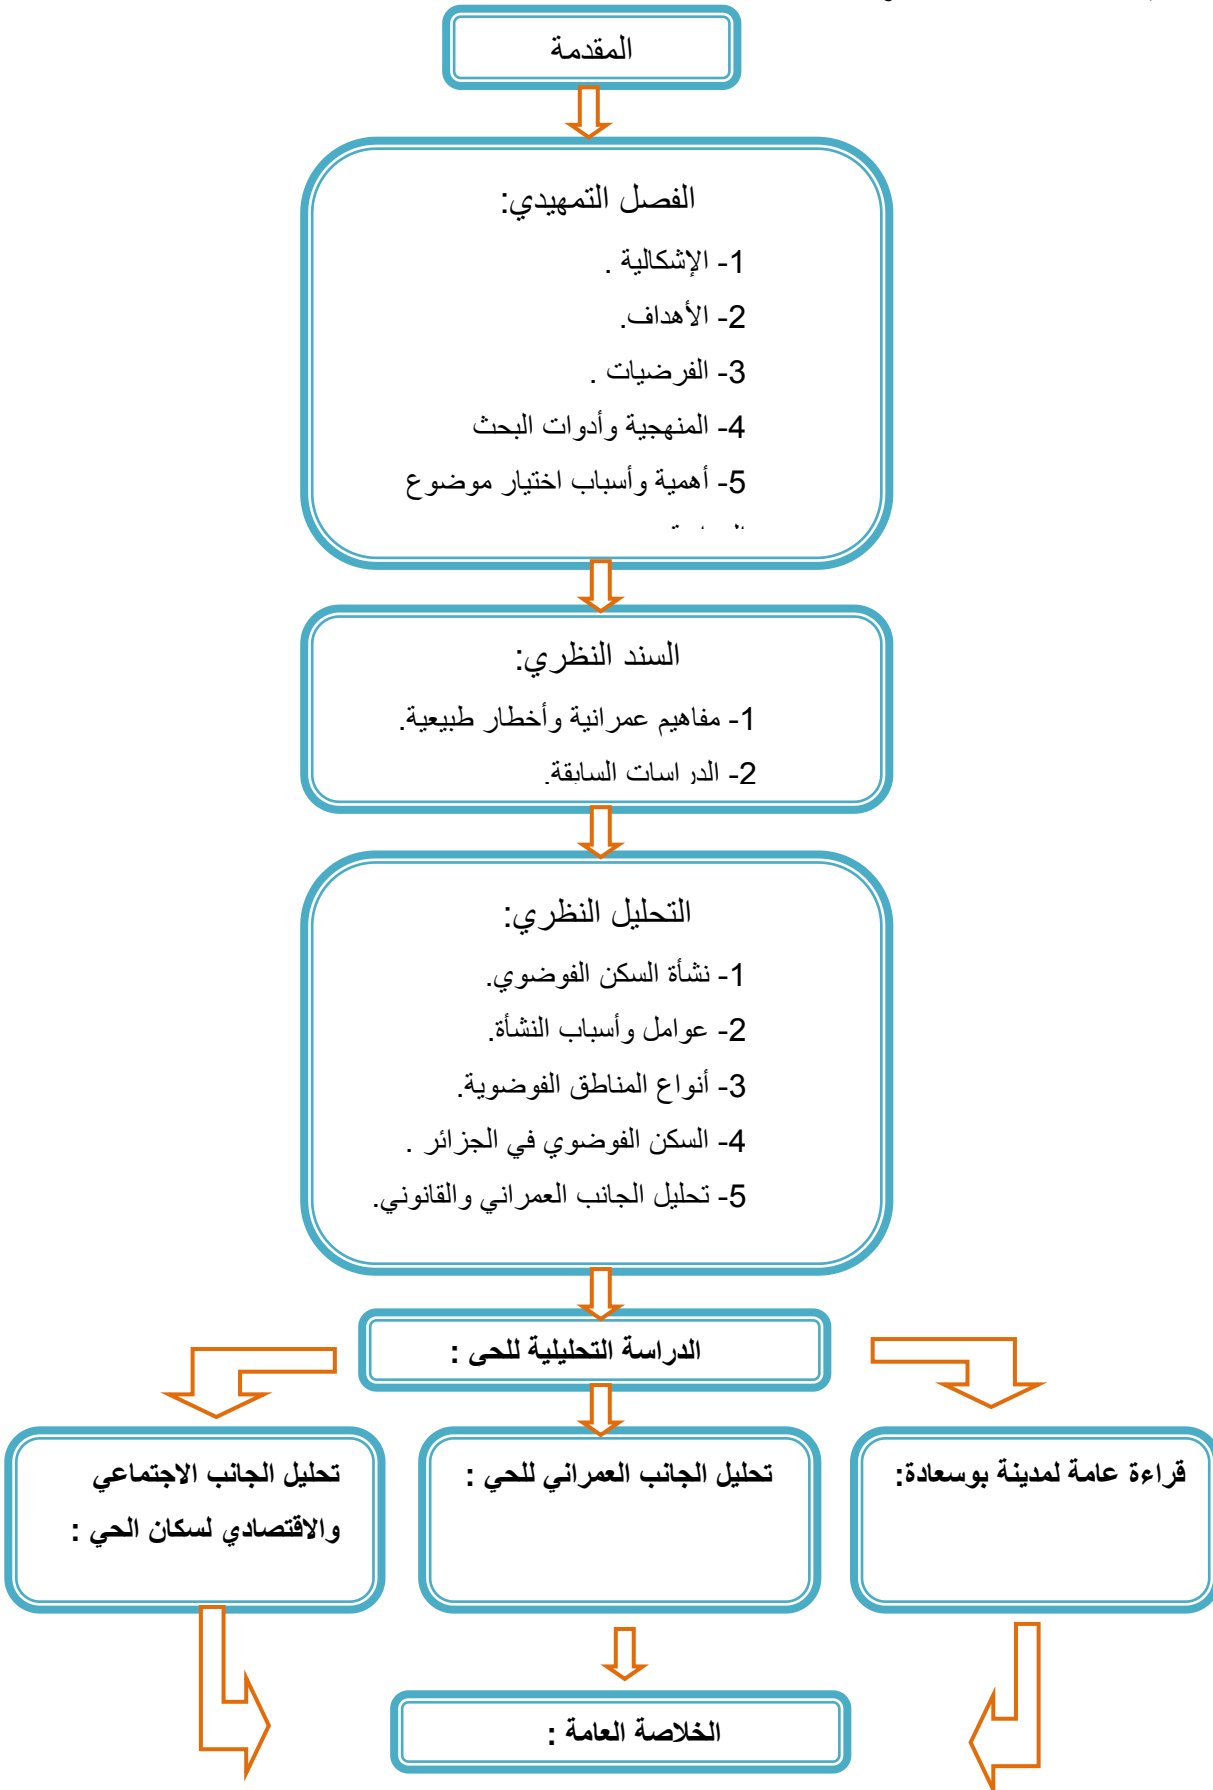 المقدمة
الفصل التمهيدي:
1- الإشكالية .
2- الأهداف.
3- الفرضيات .
4- المنهجية وأدوات البحث
5- أهمية وأسباب اختيار موضوع
السند النظري:
1- مفاهيم عمرانية وأخطار طبيعية.
2- الدراسات السابقة.
التحليل النظري:
1- نشأة السكن الفوضوي.
2- عوامل وأسباب النشأة.
3- أنواع المناطق الفوضوية.
4- السكن الفوضوي في الجزائر .
5- تحليل الجانب العمراني والقانوني.
الدراسة التحليلية للحى :
قراءة عامة لمدينة بوسعادة:
تحليل الجانب العمراني للحي :
تحليل الجانب الاجتماعي
والاقتصادي لسكان الحي :
الخلاصة العامة :